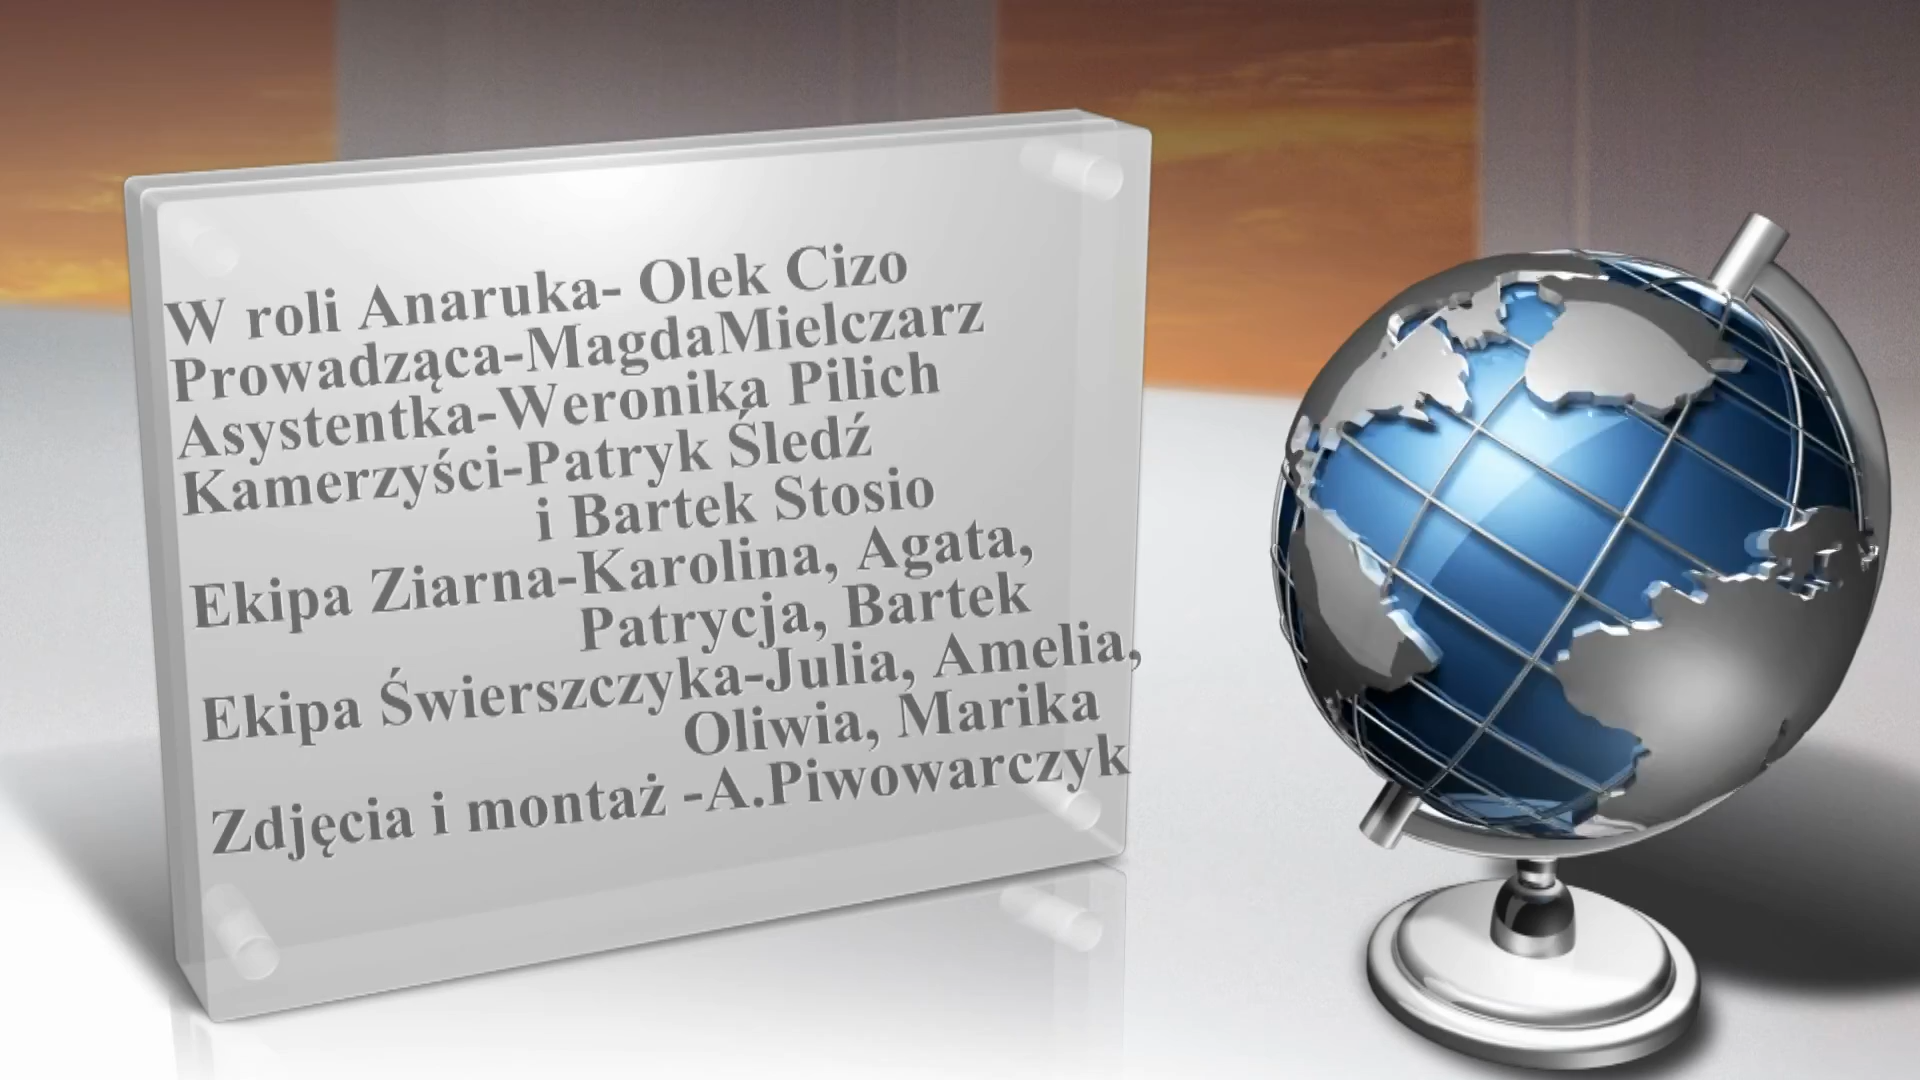 W roli Anaruka- Olek Cizo
Prowadząca-MagdaMielczarz
Asystentka-Weronika Pilich
Kamerzyści-Patryk Śledź
i Bartek Stosio
Ekipa Ziarna-Karolina, Agata,
Patrycja, Bartek
Ekipa Świerszczyka-Julia, Amelia,
Oliwia, Marika
Zdjęcia i montaż -A.Piwowarczyk